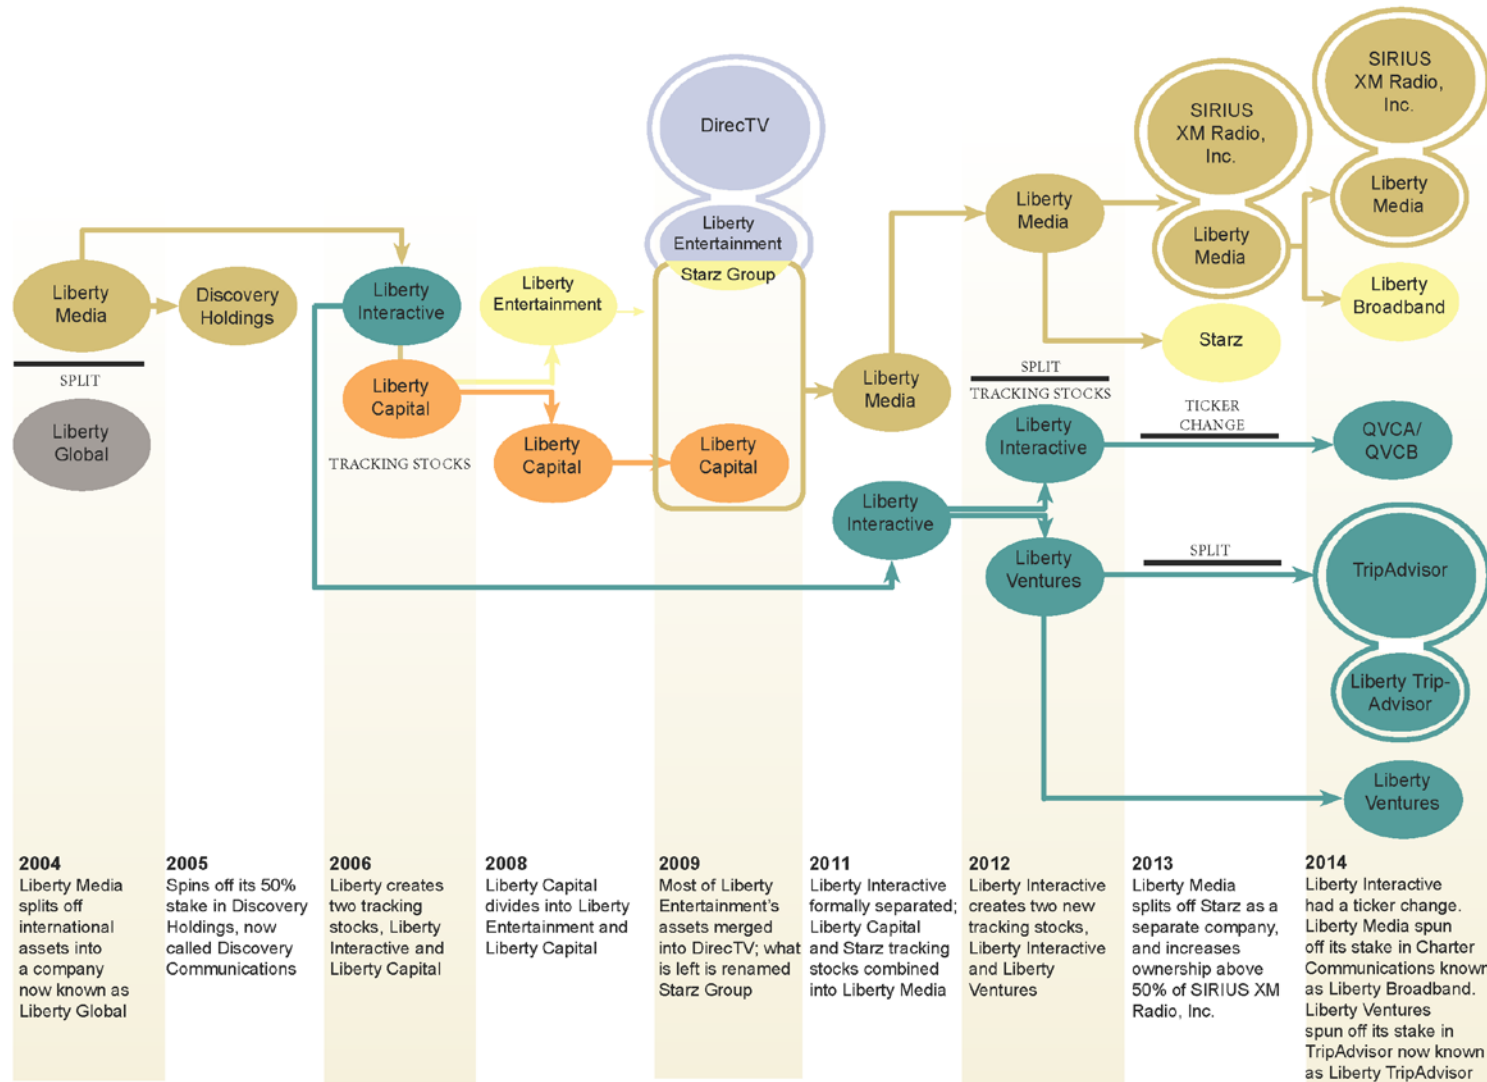 DirecTV
Liberty
Entertainment
Starz Group
SIRIUS
XM Radio,
Inc.
SIRIUS
XM Radio,
Inc.
Liberty
Media
Liberty
Media
Liberty
Media
Liberty
Broadband
Starz
Liberty
Media
SPLIT
Liberty
Global
Discovery
Holdings
Liberty
Interactive
Liberty
Capital
TRACKING STOCKS
Liberty
Entertainment
Liberty
Capital
Liberty
Capital
Liberty
Media
Liberty
Interactive
SPLIT
TRACKING STOCKS
Liberty
Interactive
Liberty
Ventures
TICKER
CHANGE
SPLIT
QVCA/
QVCB
TripAdvisor
Liberty Trip-
Advisor
Liberty
Ventures
2004
Liberty Media
splits off
international
assets into
a company
now known as
Liberty Global
2005
Spins off its 50%
stake in Discovery
Holdings, now
called Discovery
Communications
2006
Liberty creates
two tracking
stocks, Liberty
Interactive and
Liberty Capital
2008
Liberty Capital
divides into Liberty
Entertainment and
Liberty Capital
2009
Most of Liberty
Entertainment's
assets merged
into DirecTV; what
is left is renamed
Starz Group
2011
Liberty Interactive
formally separated;
Liberty Capital
and Starz tracking
stocks combined
into Liberty Media
2012
Liberty Interactive
creates two new
tracking stocks,
Liberty Interactive
and Liberty
Ventures
2013
Liberty Media
splits off Starz as a
separate company,
and increases
ownership above
50% of SIRIUS XM
Radio, Inc.
2014
Liberty Interactive
had a ticker change.
Liberty Media spun
off its stake in Charter
Communications known
as Liberty Broadband.
Liberty Ventures
spun off its stake in
TripAdvisor now known
as Liberty TripAdvisor